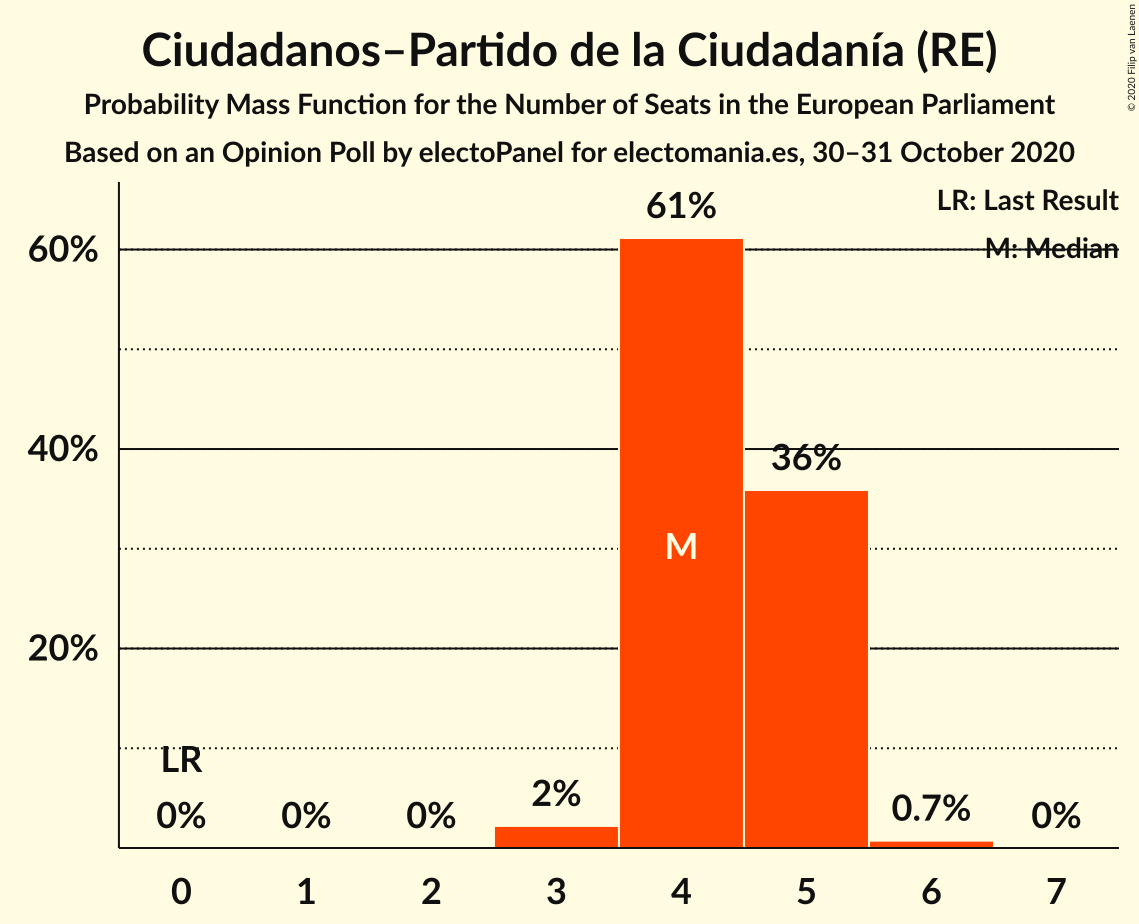 Ciudadanos–Partido de la Ciudadanía (RE)
Probability Mass Function for the Number of Seats in the European Parliament
Based on an Opinion Poll by electoPanel for electomania.es, 30–31 October 2020
© 2020 Filip van Laenen
LR: Last Result
M: Median
60%
40%
20%
61%
36%
M
LR
0%
0%
0%
2%
0.7%
0%
0 1 2 3 4 5 6 7